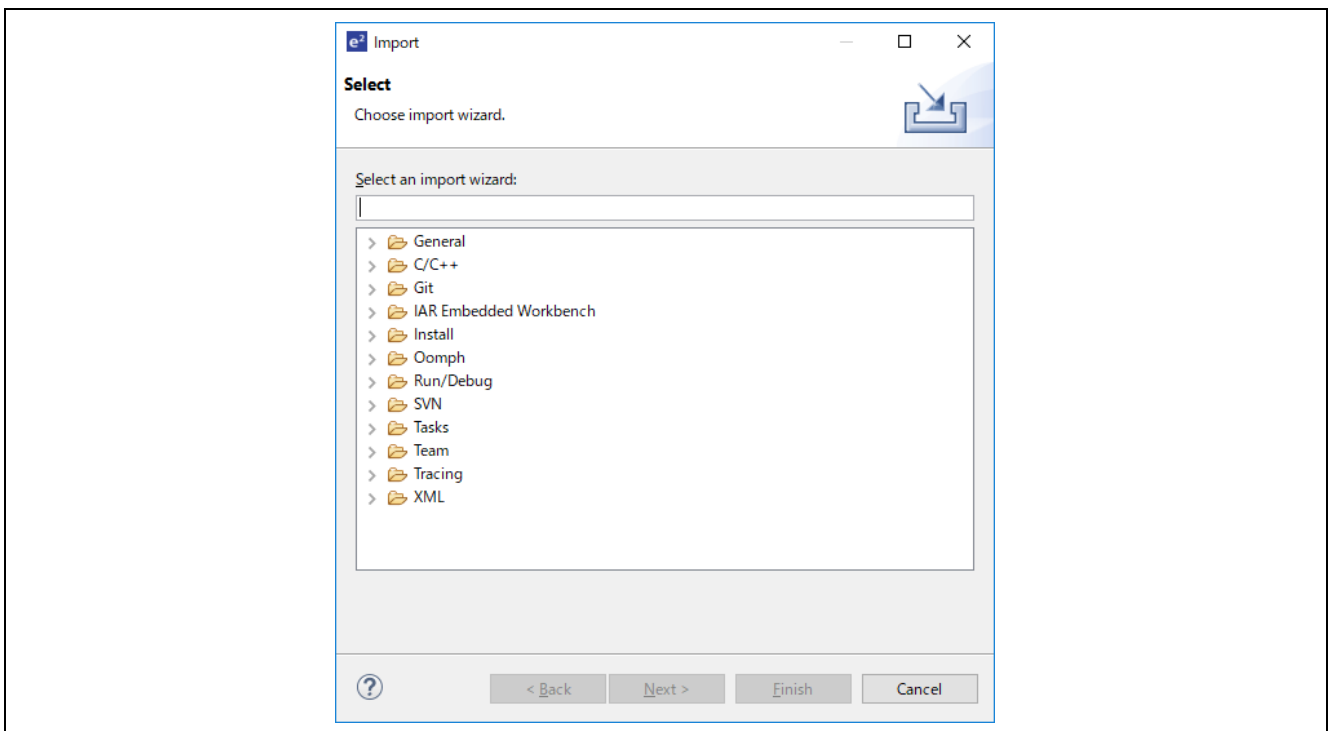 e² Import
Select
Choose import wizard.
Select an import wizard:
General
C/C++
Git
IAR Embedded Workbench
Install
Oomph
Run/Debug
SVN
Tasks
Team
Tracing
XML
? < Back Next > Finish Cancel